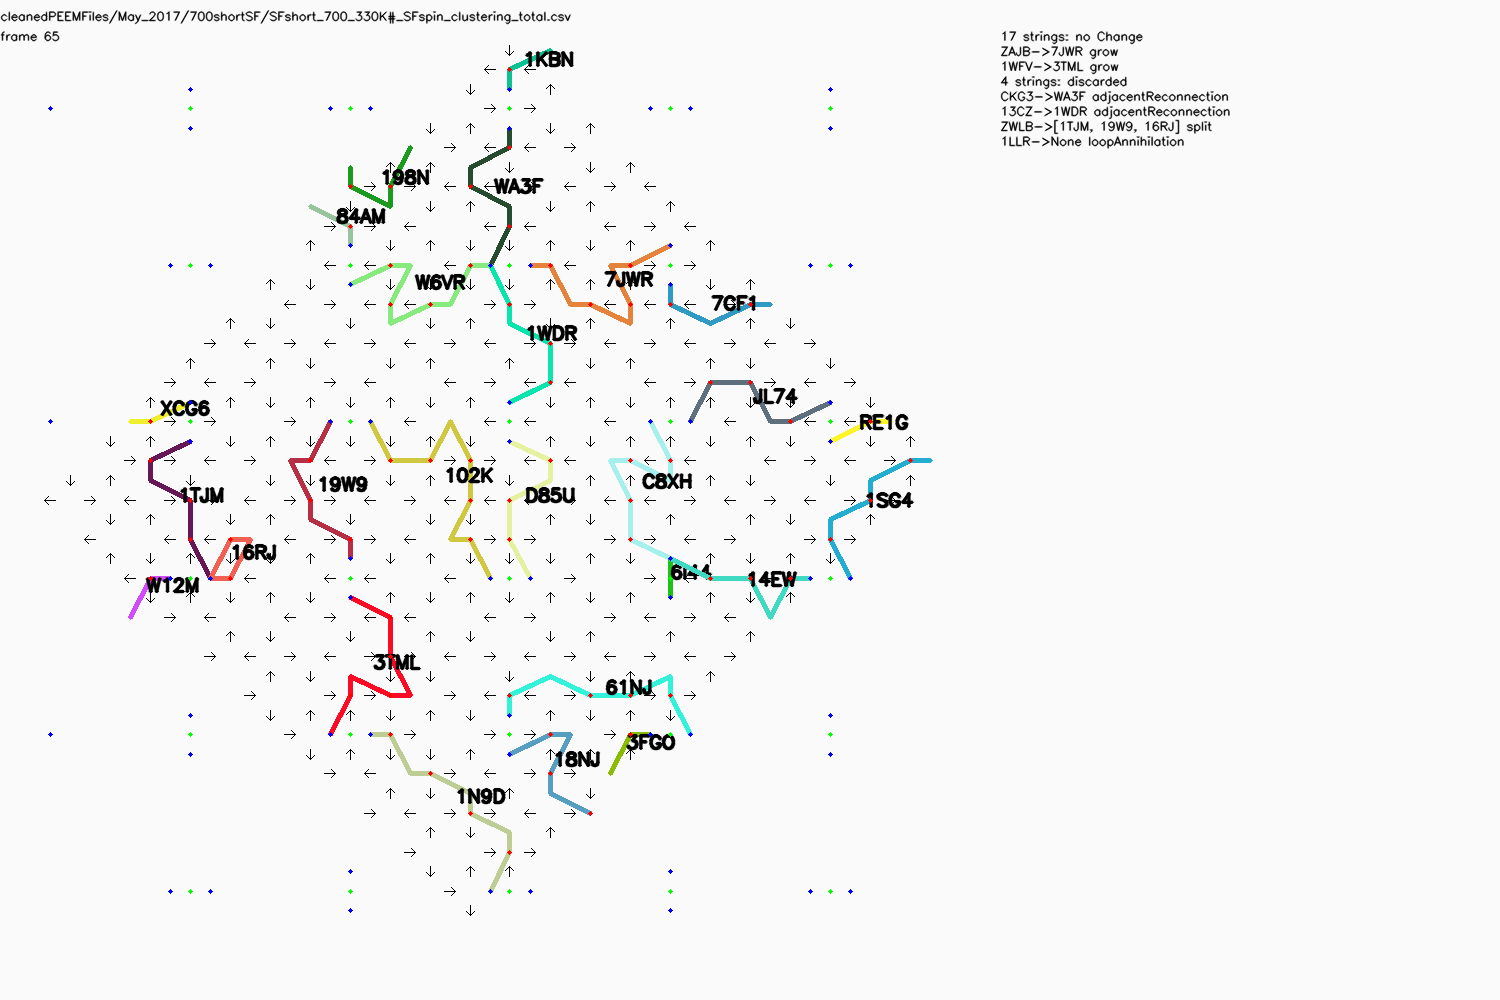 cleanedPEEMFiles/May_2017/700shortSF/SFshort_700_330K#_SFspin_clustering_total.csv
frame 65
17 strings: no Change
ZAJB->7JWR grow
1WFV->3TML grow
4 strings: discarded
CKG3->WA3F adjacentReconnection
13CZ->1WDR adjacentReconnection
ZWLB->[1TJM, 19W9, 16RJ] split
1LLR->None loopAnnihilation
1KBN
198N
WA3F
84AM
W6VR
7JWR
7CF1
1WDR
JL74
XCG6
RE1G
102K
19W9
C8XH
1TJM
D85U
1SG4
16RJ
14EW
W12M
3TML
61NJ
3FGO
18NJ
1N9D